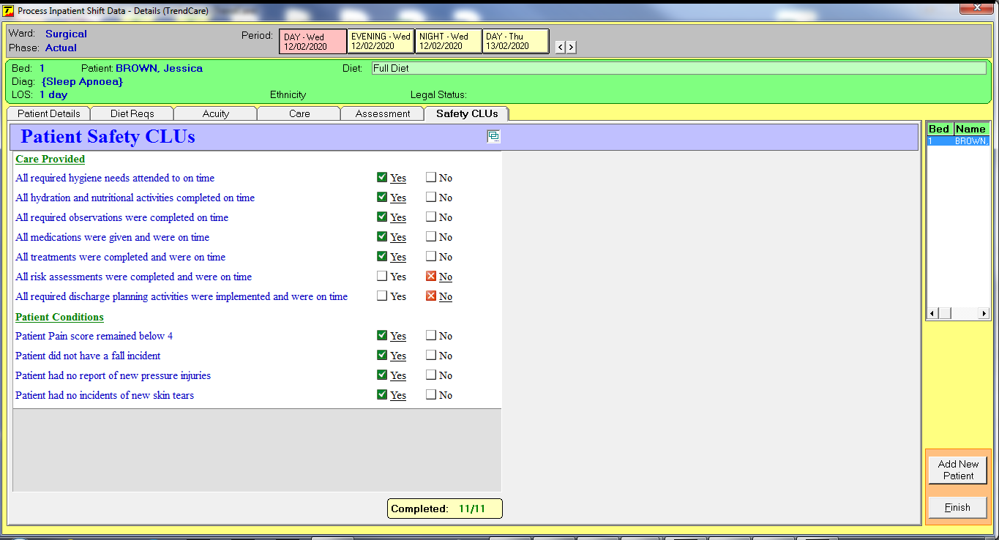 Process Inpatient Shift Data - Details (TrendCare)
Ward: Surgical
Phase: Actual
Period:
DAY - Wed 12/02/2020
EVENING - Wed 12/02/2020
NIGHT - Wed 12/02/2020
DAY - Thu 13/02/2020
Bed: 1 Patient: BROWN, Jessica Diet: Full Diet
Diag: {Sleep Apnoea}
LOS: 1 day Ethnicity Legal Status:
Patient Details Diet Reqs Acuity Care Assessment Safety CLUs
Patient Safety CLUs
Care Provided
All required hygiene needs attended to on time Yes No
All hydration and nutritional activities completed on time Yes No
All required observations were completed on time Yes No
All medications were given and were on time Yes No
All treatments were completed and were on time Yes No
All risk assessments were completed and were on time Yes No
All required discharge planning activities were implemented and were on time Yes No
Patient Conditions
Patient Pain score remained below 4 Yes No
Patient did not have a fall incident Yes No
Patient had no report of new pressure injuries Yes No
Patient had no incidents of new skin tears Yes No
Completed: 11/11
Bed Name
1 BROWN,
Add New
Patient
Finish